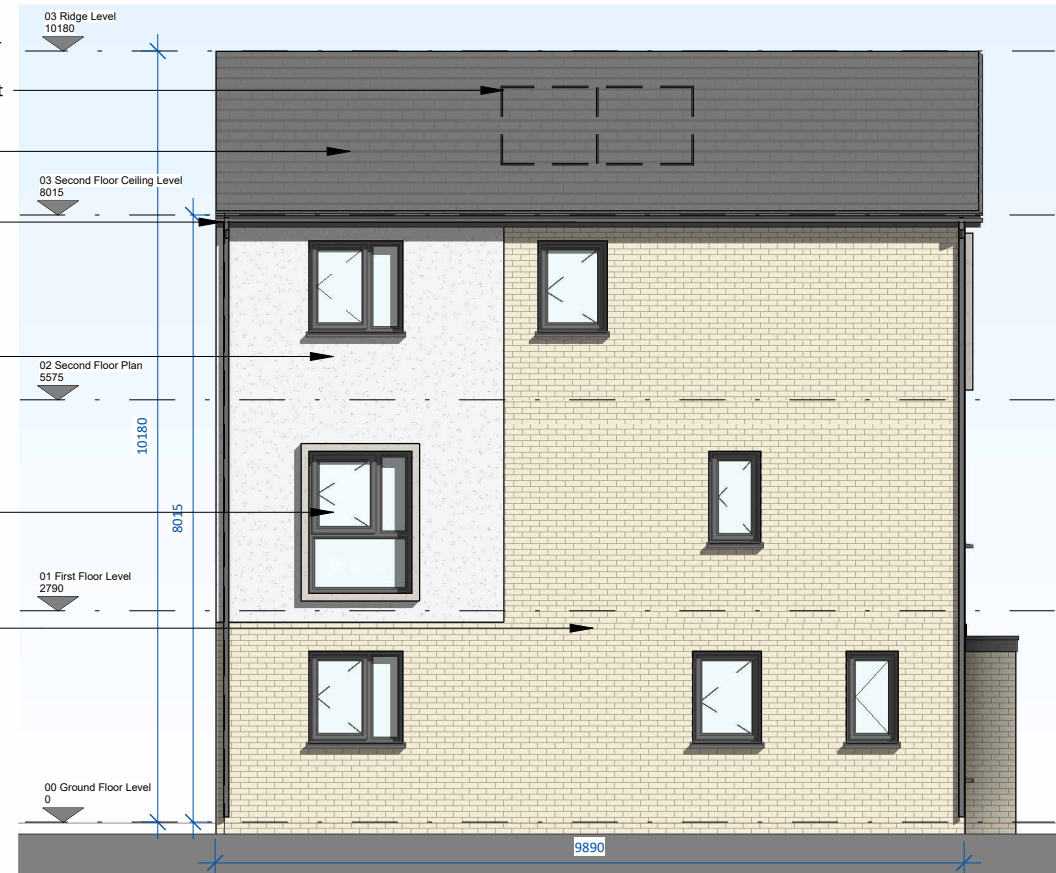 03 Ridge Level
10180
t
03 Second Floor Ceiling Level
8015
02 Second Floor Plan
5575
10180
8015
01 First Floor Level
2790
00 Ground Floor Level
0
9890